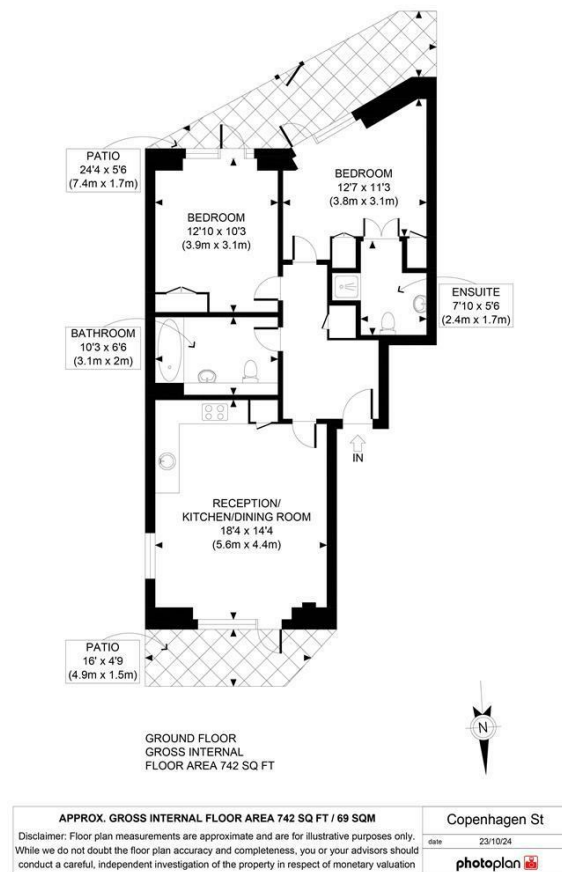 PATIO
24'4 x 5'6
(7.4m x 1.7m)
BEDROOM
12'7 x 11'3
(3.8m x 3.1m)
BEDROOM
12'10 x 10'3
(3.9m x 3.1m)
ENSUITE
7'10 x 5'6
(2.4m x 1.7m)
BATHROOM
10'3 x 6'6
(3.1m x 2m)
IN
RECEPTION/
KITCHEN/DINING ROOM
18'4 x 14'4
(5.6m x 4.4m)
PATIO
16' x 4'9
(4.9m x 1.5m)
N
GROUND FLOOR
GROSS INTERNAL
FLOOR AREA 742 SQ FT
APPROX. GROSS INTERNAL FLOOR AREA 742 SQ FT / 69 SQM
Disclaimer: Floor plan measurements are approximate and are for illustrative purposes only.
While we do not doubt the floor plan accuracy and completeness, you or your advisors should
conduct a careful, independent investigation of the property in respect of monetary valuation
Copenhagen St
date 23/10/24
photoplan